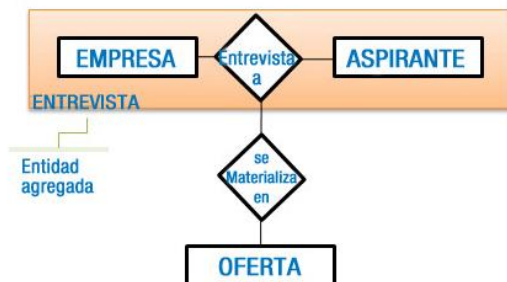 EMPRESA
Entrevist
a
ASPIRANTE
ENTREVISTA
Entidad
agregada
se
Materializa
en
OFERTA